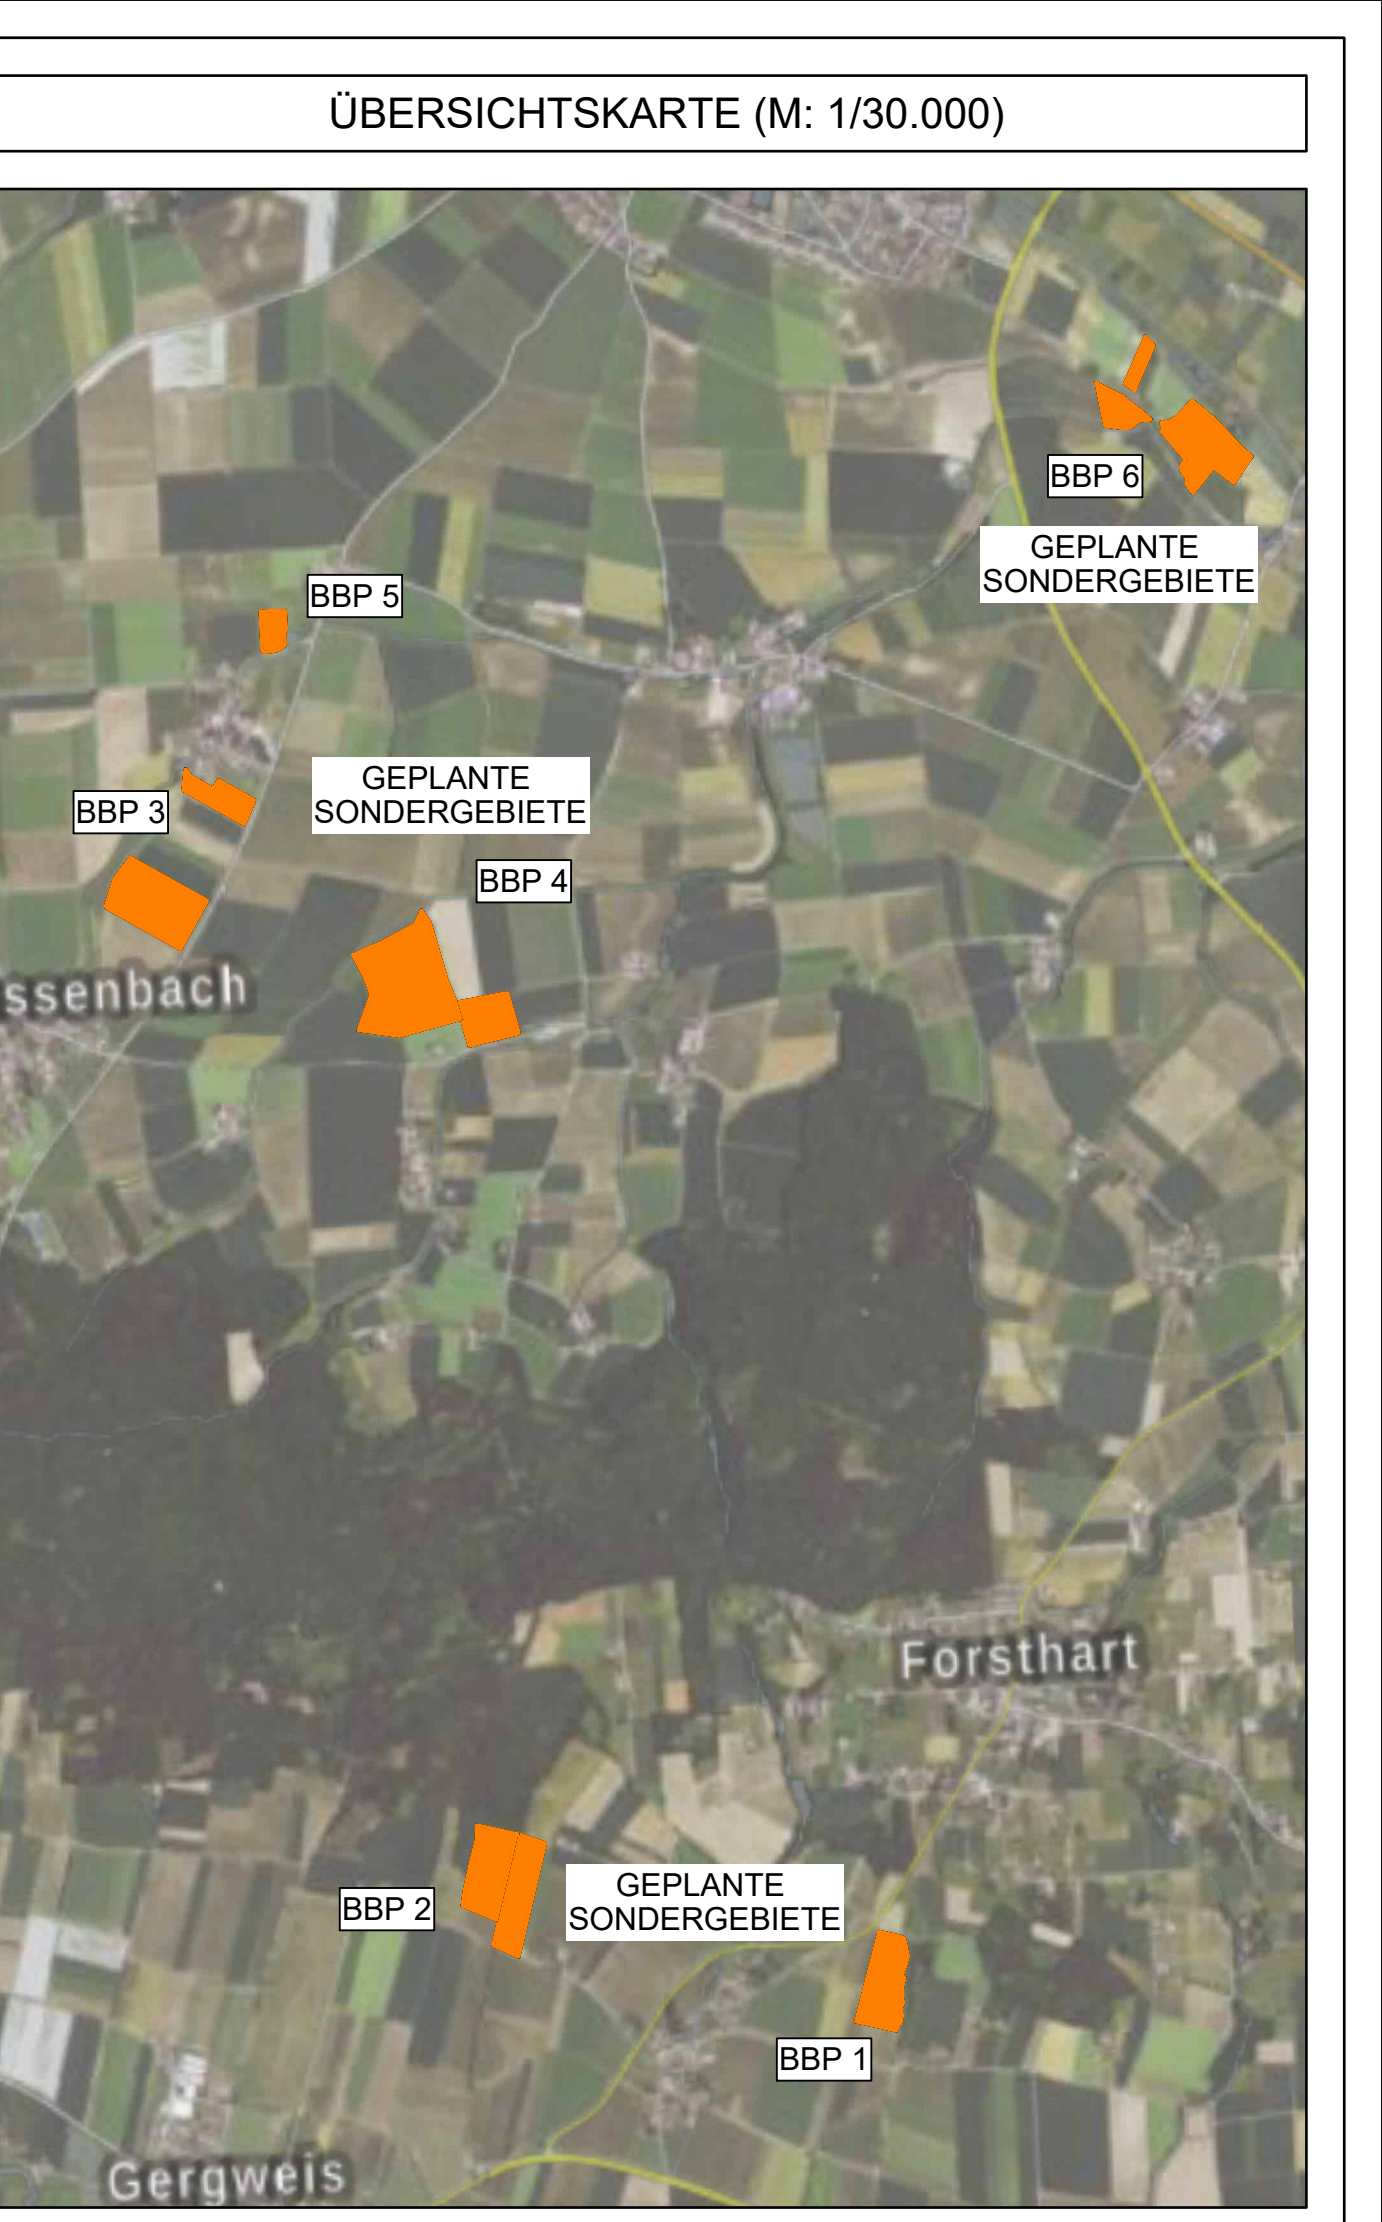 ÜBERSICHTSKARTE (M: 1/30.000)
BBP 6
GEPLANTE
SONDERGEBIETE
BBP 5
GEPLANTE
SONDERGEBIETE
BBP 3
BBP 4
ssenbach
Forsthart
BBP 2
GEPLANTE
SONDERGEBIETE
BBP 1
Gergweis